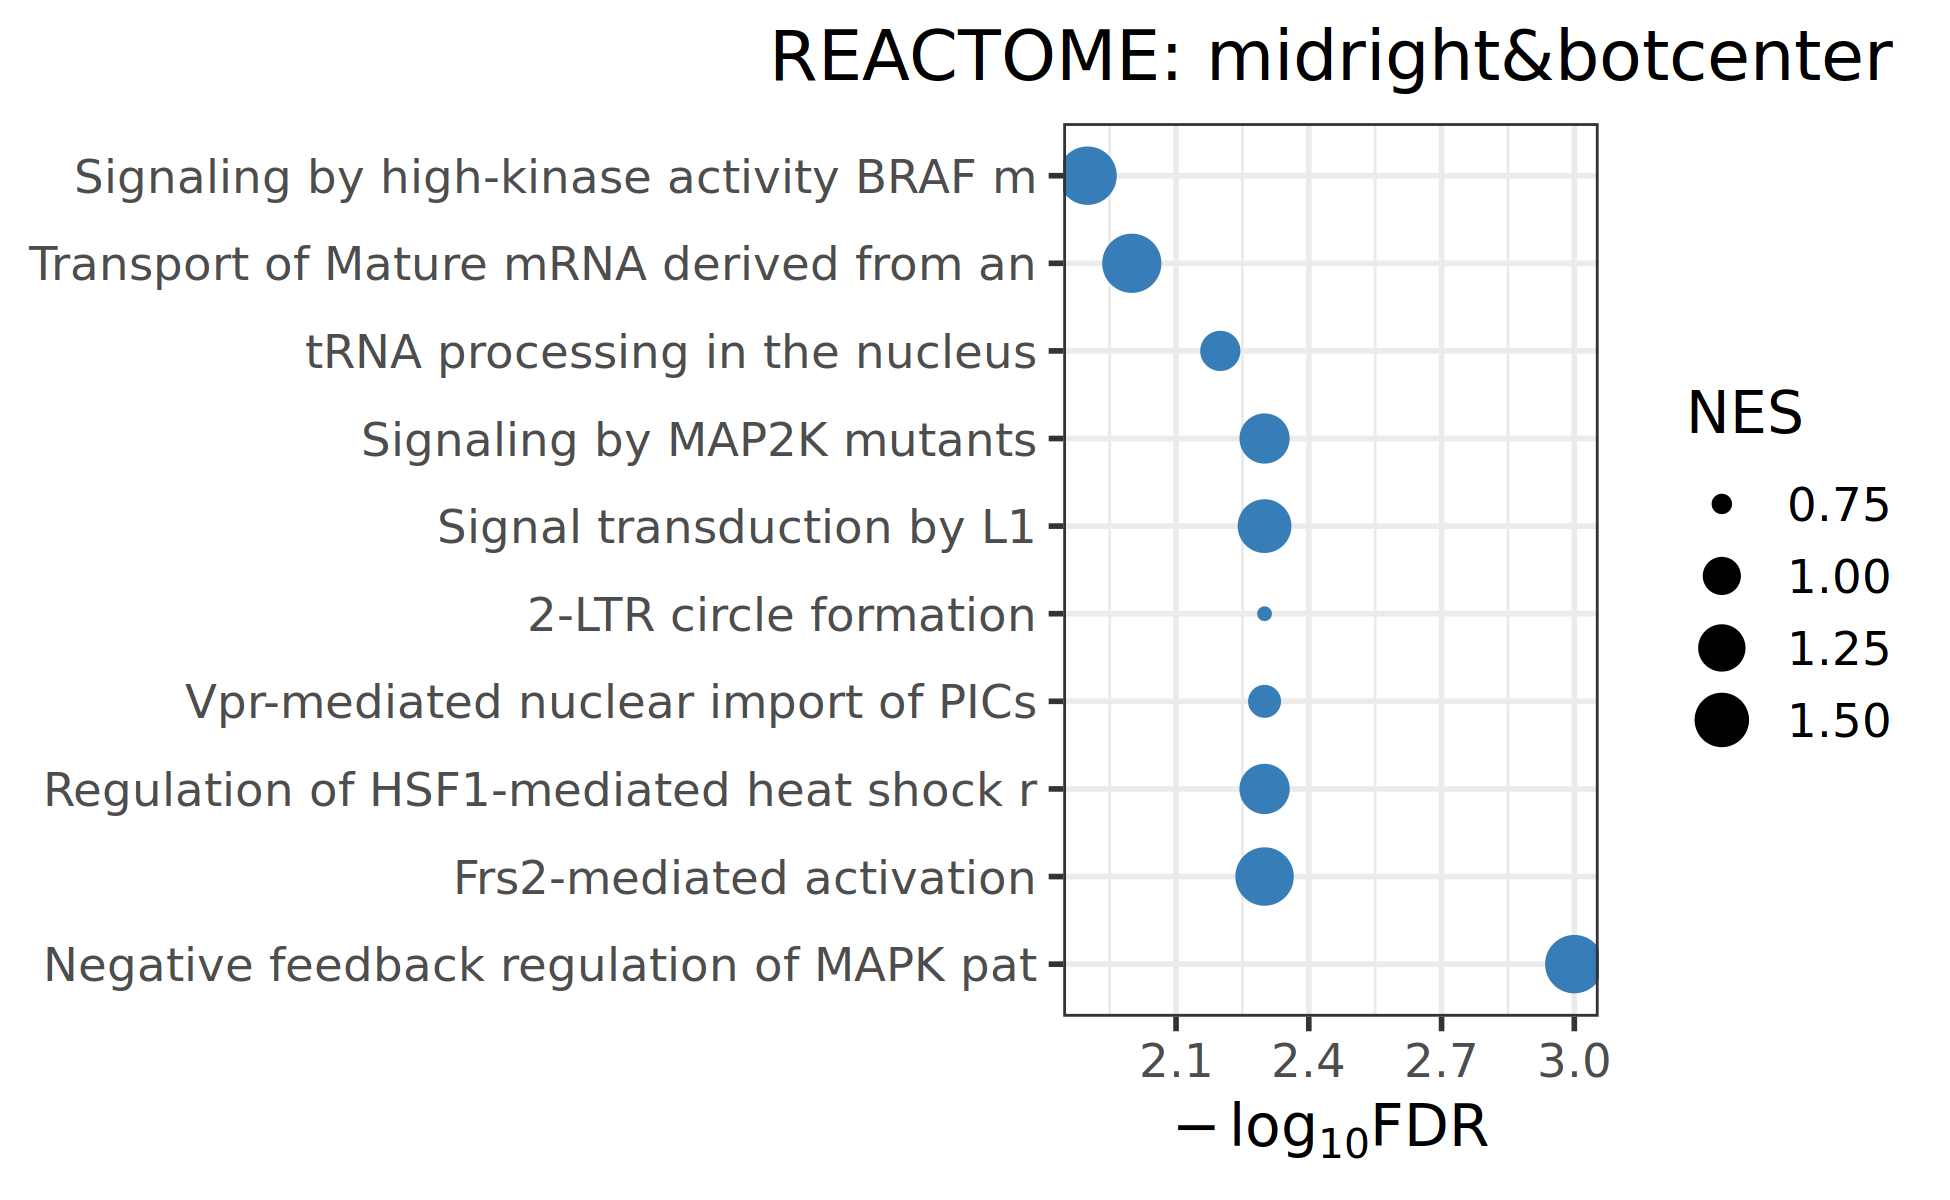 REACTOME: midright&botcenter
Signaling by high-kinase activity BRAF m
Transport of Mature mRNA derived from an
tRNA processing in the nucleus
Signaling by MAP2K mutants
Signal transduction by L1
2-LTR circle formation
Vpr-mediated nuclear import of PICs
Regulation of HSF1-mediated heat shock r
Frs2-mediated activation
Negative feedback regulation of MAPK pat
2.1 2.4 2.7 3.0
−log₁₀FDR
NES
0.75
1.00
1.25
1.50